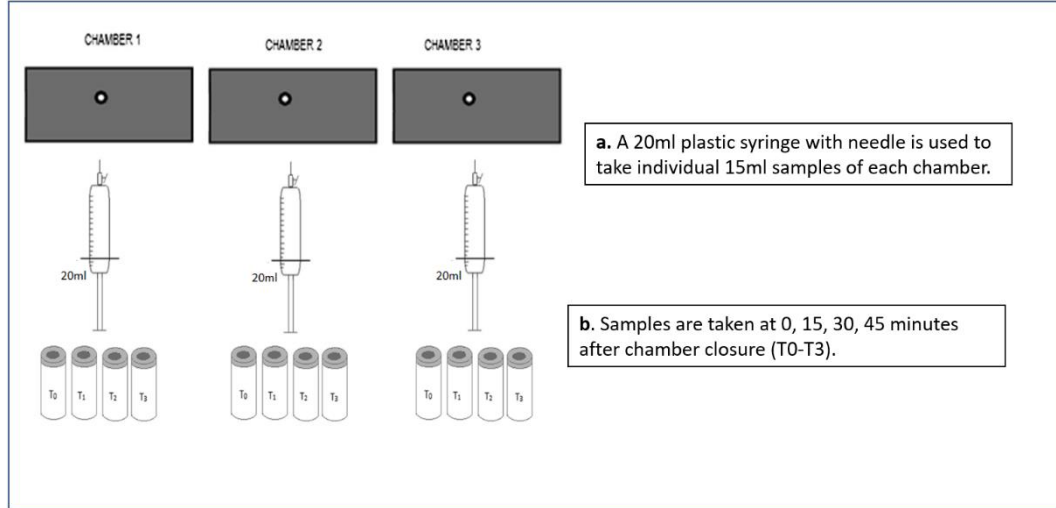 CHAMBER 1
CHAMBER 2
CHAMBER 3
a. A 20ml plastic syringe with needle is used to
take individual 15ml samples of each chamber.
20ml
20ml
20ml
b. Samples are taken at 0, 15, 30, 45 minutes
after chamber closure (T0-T3).
T₀ T₁ T₂ T₃
T₀ T₁ T₂ T₃
T₀ T₁ T₂ T₃